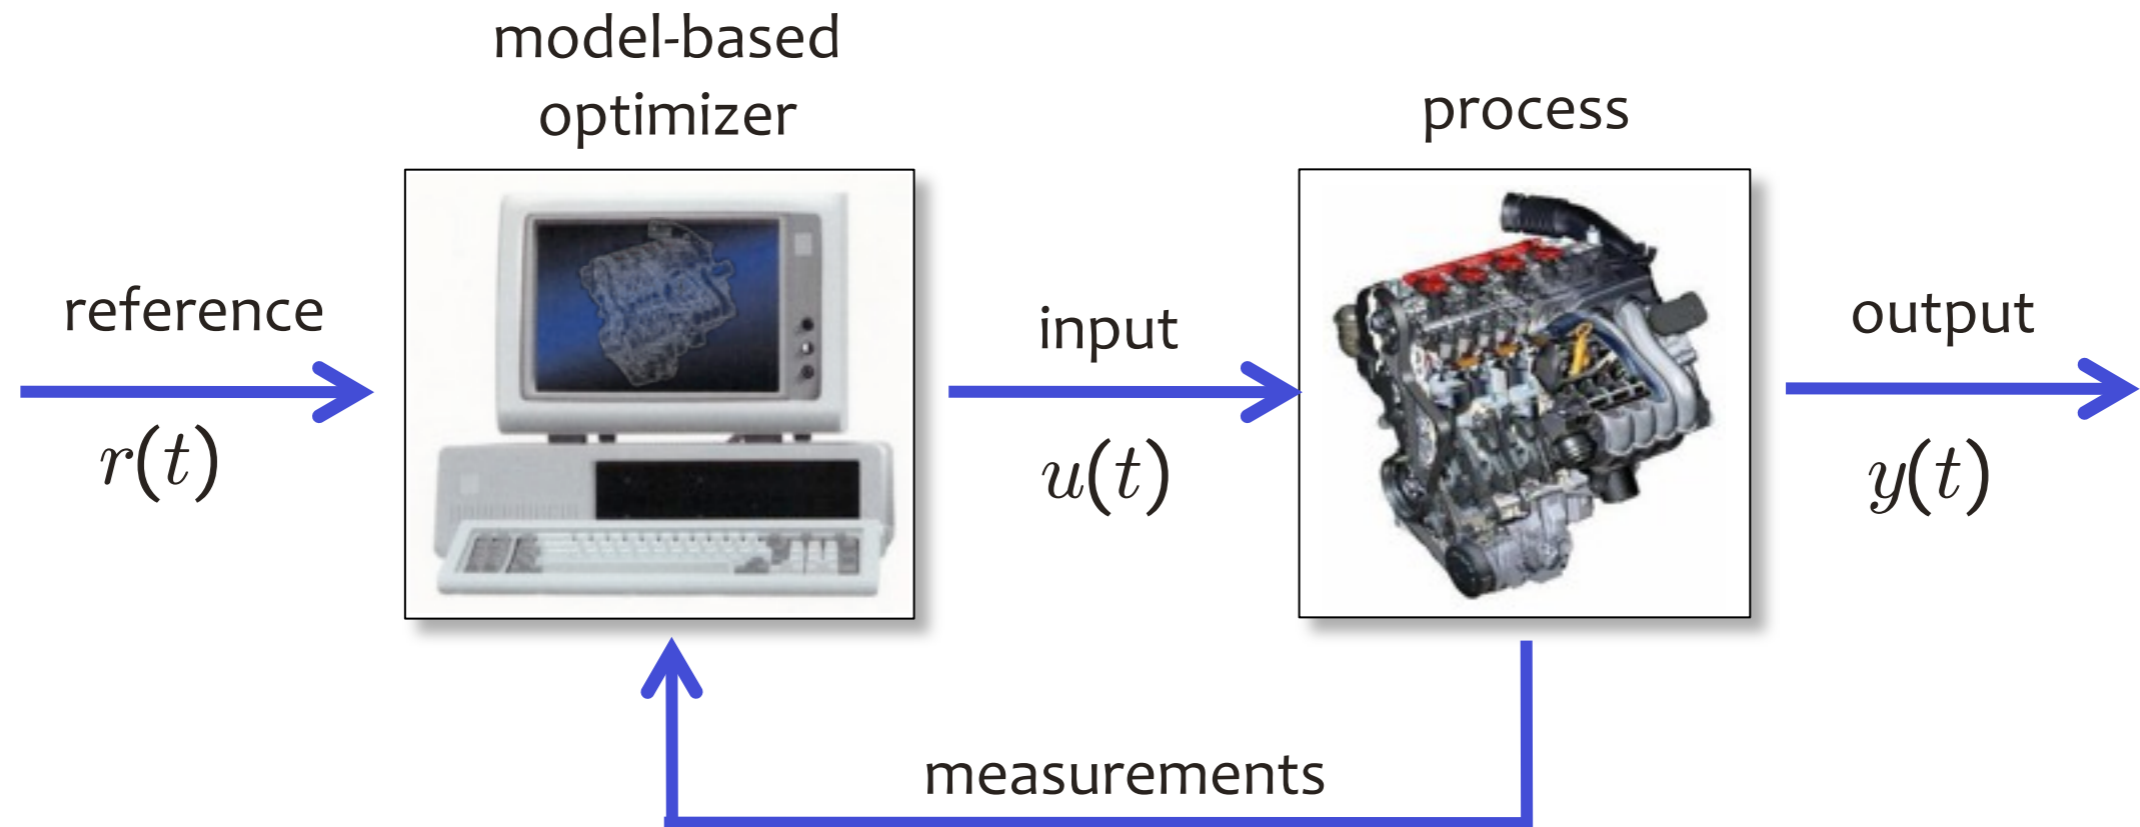 model-based
optimizer
process
reference
input
output
r(t)
u(t)
y(t)
measurements